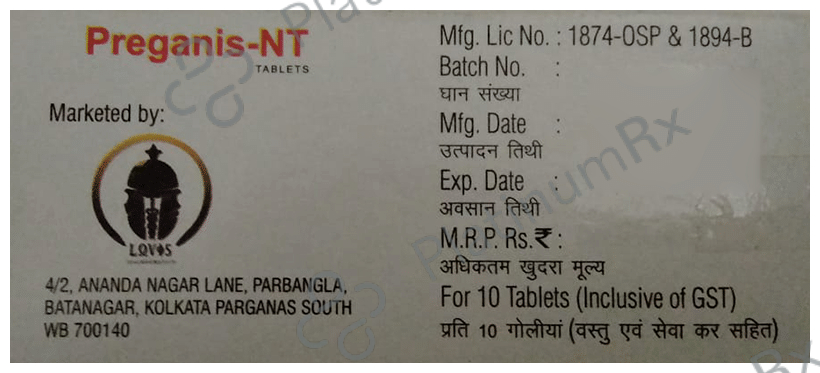 Preganis-NT
TABLETS
Marketed by:
LQVOS
4/2, ANANDA NAGAR LANE, PARBANGLA,
BATANAGAR, KOLKATA PARGANAS SOUTH
WB 700140
Mfg. Lic No. : 1874-OSP & 1894-B
Batch No. :
घान संख्या
Mfg. Date :
उत्पादन तिथी
Exp. Date :
अवसान तिथी
M.R.P. Rs.₹ :
अधिकतम खुदरा मूल्य
For 10 Tablets (Inclusive of GST)
प्रति 10 गोलीयां (वस्तु एवं सेवा कर सहित)
PlatinumRx